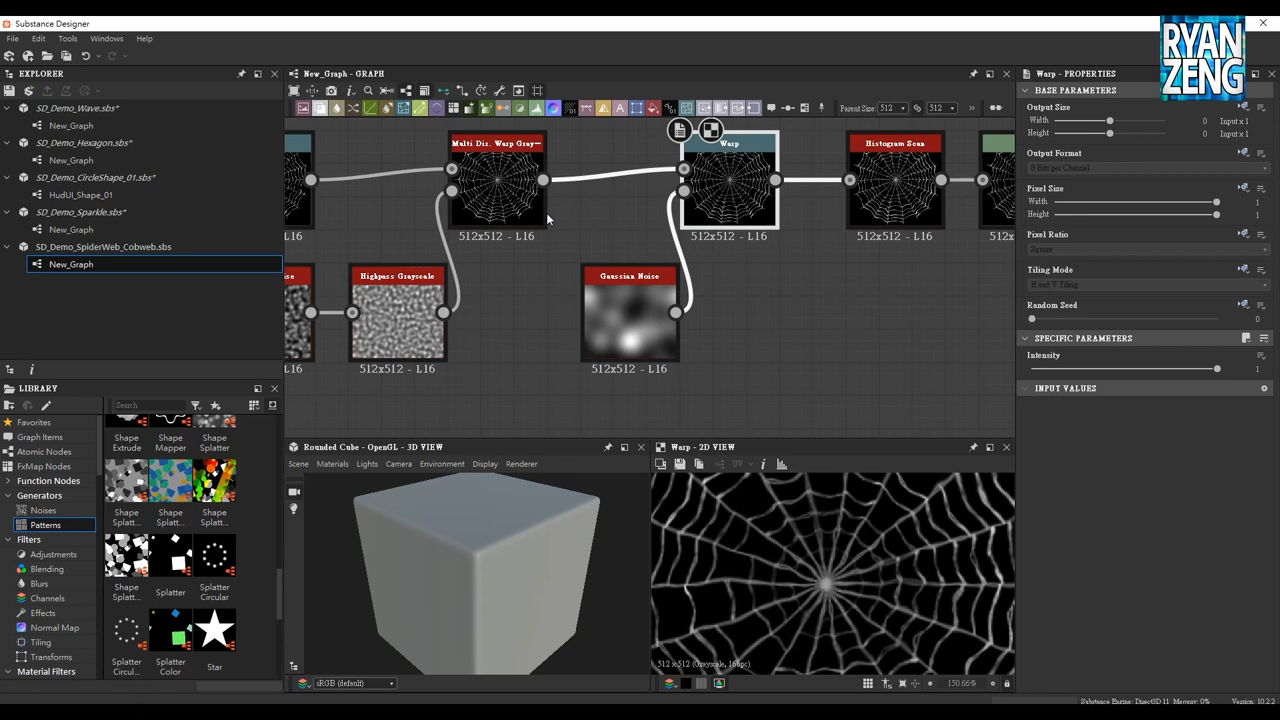 Substance Designer
RYAN
ZENG
File Edit Tools Windows Help
EXPLORER
SD_Demo_Wave.sbs*
New_Graph
SD_Demo_Hexagon.sbs*
New_Graph
SD_Demo_CircleShape_01.sbs*
HudUI_Shape_01
SD_Demo_Sparkle.sbs*
New_Graph
SD_Demo_SpiderWeb_Cobweb.sbs
New_Graph
LIBRARY
Search
Favorites
Graph Items
Atomic Nodes
FxMap Nodes
Function Nodes
Generators
Noises
Patterns
Filters
Adjustments
Blending
Blurs
Channels
Effects
Normal Map
Tiling
Transforms
Material Filters
Shape Extrude
Shape Mapper
Shape Splatter
Shape Splatt...
Shape Splatt...
Shape Splatt...
Shape Splatt...
Splatter
Splatter Circular
Splatter Circul...
Splatter Color
Star
New_Graph - GRAPH
Parent Size: 512 512
Multi Dir. Warp Gray—
Warp
Histogram Scan
L16
512x512 - L16
512x512 - L16
512x512 - L16
Highpass Grayscale
Gaussian Noise
L16
512x512 - L16
512x512 - L16
Rounded Cube - OpenGL - 3D VIEW
Scene Materials Lights Camera Environment Display Renderer
sRGB (default)
Warp - 2D VIEW
UV
512 x 512 (Grayscale, 16bpc)
150.66%
Warp - PROPERTIES
BASE PARAMETERS
Output Size
Width 0 Input x 1
Height 0 Input x 1
Output Format
8 Bits per Channel
Pixel Size
Width 1
Height 1
Pixel Ratio
Square
Tiling Mode
H and V Tiling
Random Seed
0
SPECIFIC PARAMETERS
Intensity
1
INPUT VALUES
Substance Engine: Direct3D 11 Memory: 0% Version: 10.2.2